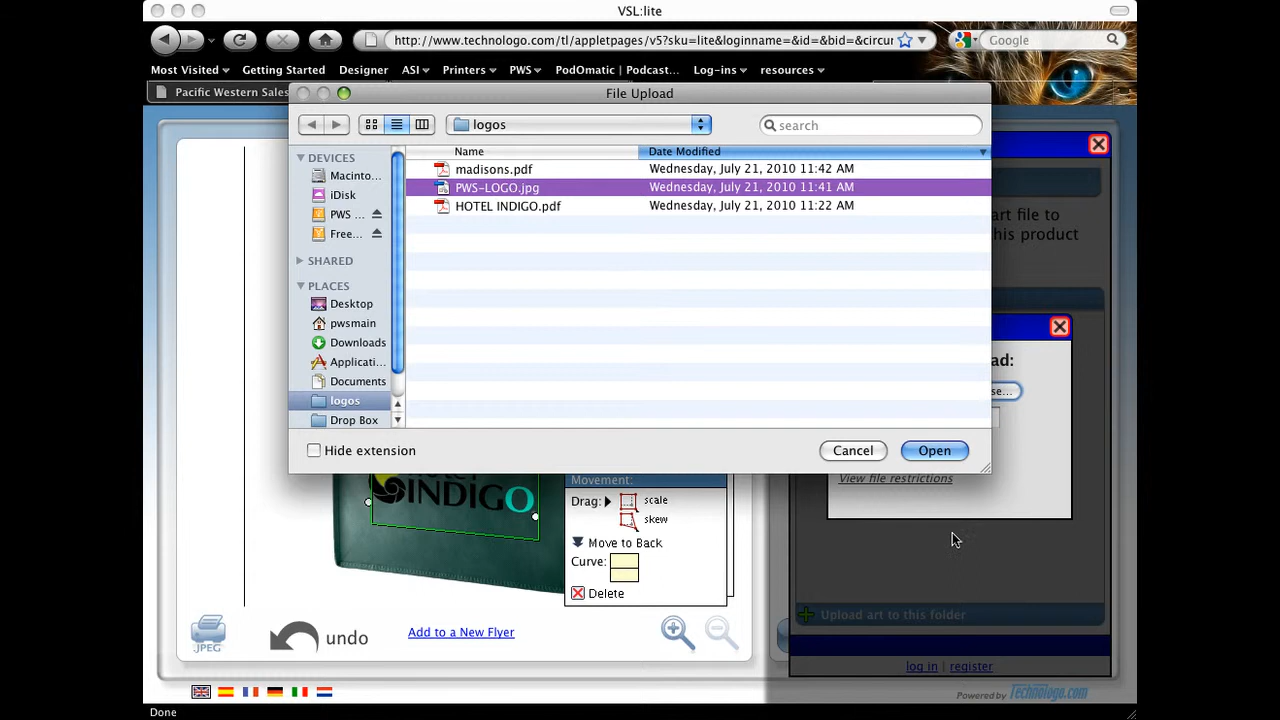 VSL:lite
http://www.technologo.com/tl/appletpages/v5?sku=lite&loginname=&id=&bid=&circur
Google
Most Visited Getting Started Designer ASI Printers PWS PodOmatic | Podcast... Log-ins resources
Pacific Western Sales
File Upload
logos
search
Name Date Modified
DEVICES
Macinto...
iDisk
PWS ...
Free...
SHARED
PLACES
Desktop
pwsmain
Downloads
Applicati...
Documents
logos
Drop Box
madisons.pdf Wednesday, July 21, 2010 11:42 AM
PWS-LOGO.jpg Wednesday, July 21, 2010 11:41 AM
HOTEL INDIGO.pdf Wednesday, July 21, 2010 11:22 AM
Hide extension
Cancel Open
art file to
this product
ad:
se...
View file restrictions
INDIGO
Movement:
Drag: scale
skew
Move to Back
Curve:
Delete
Upload art to this folder
JPEG
undo
Add to a New Flyer
log in | register
Powered by Technologo.com
Done